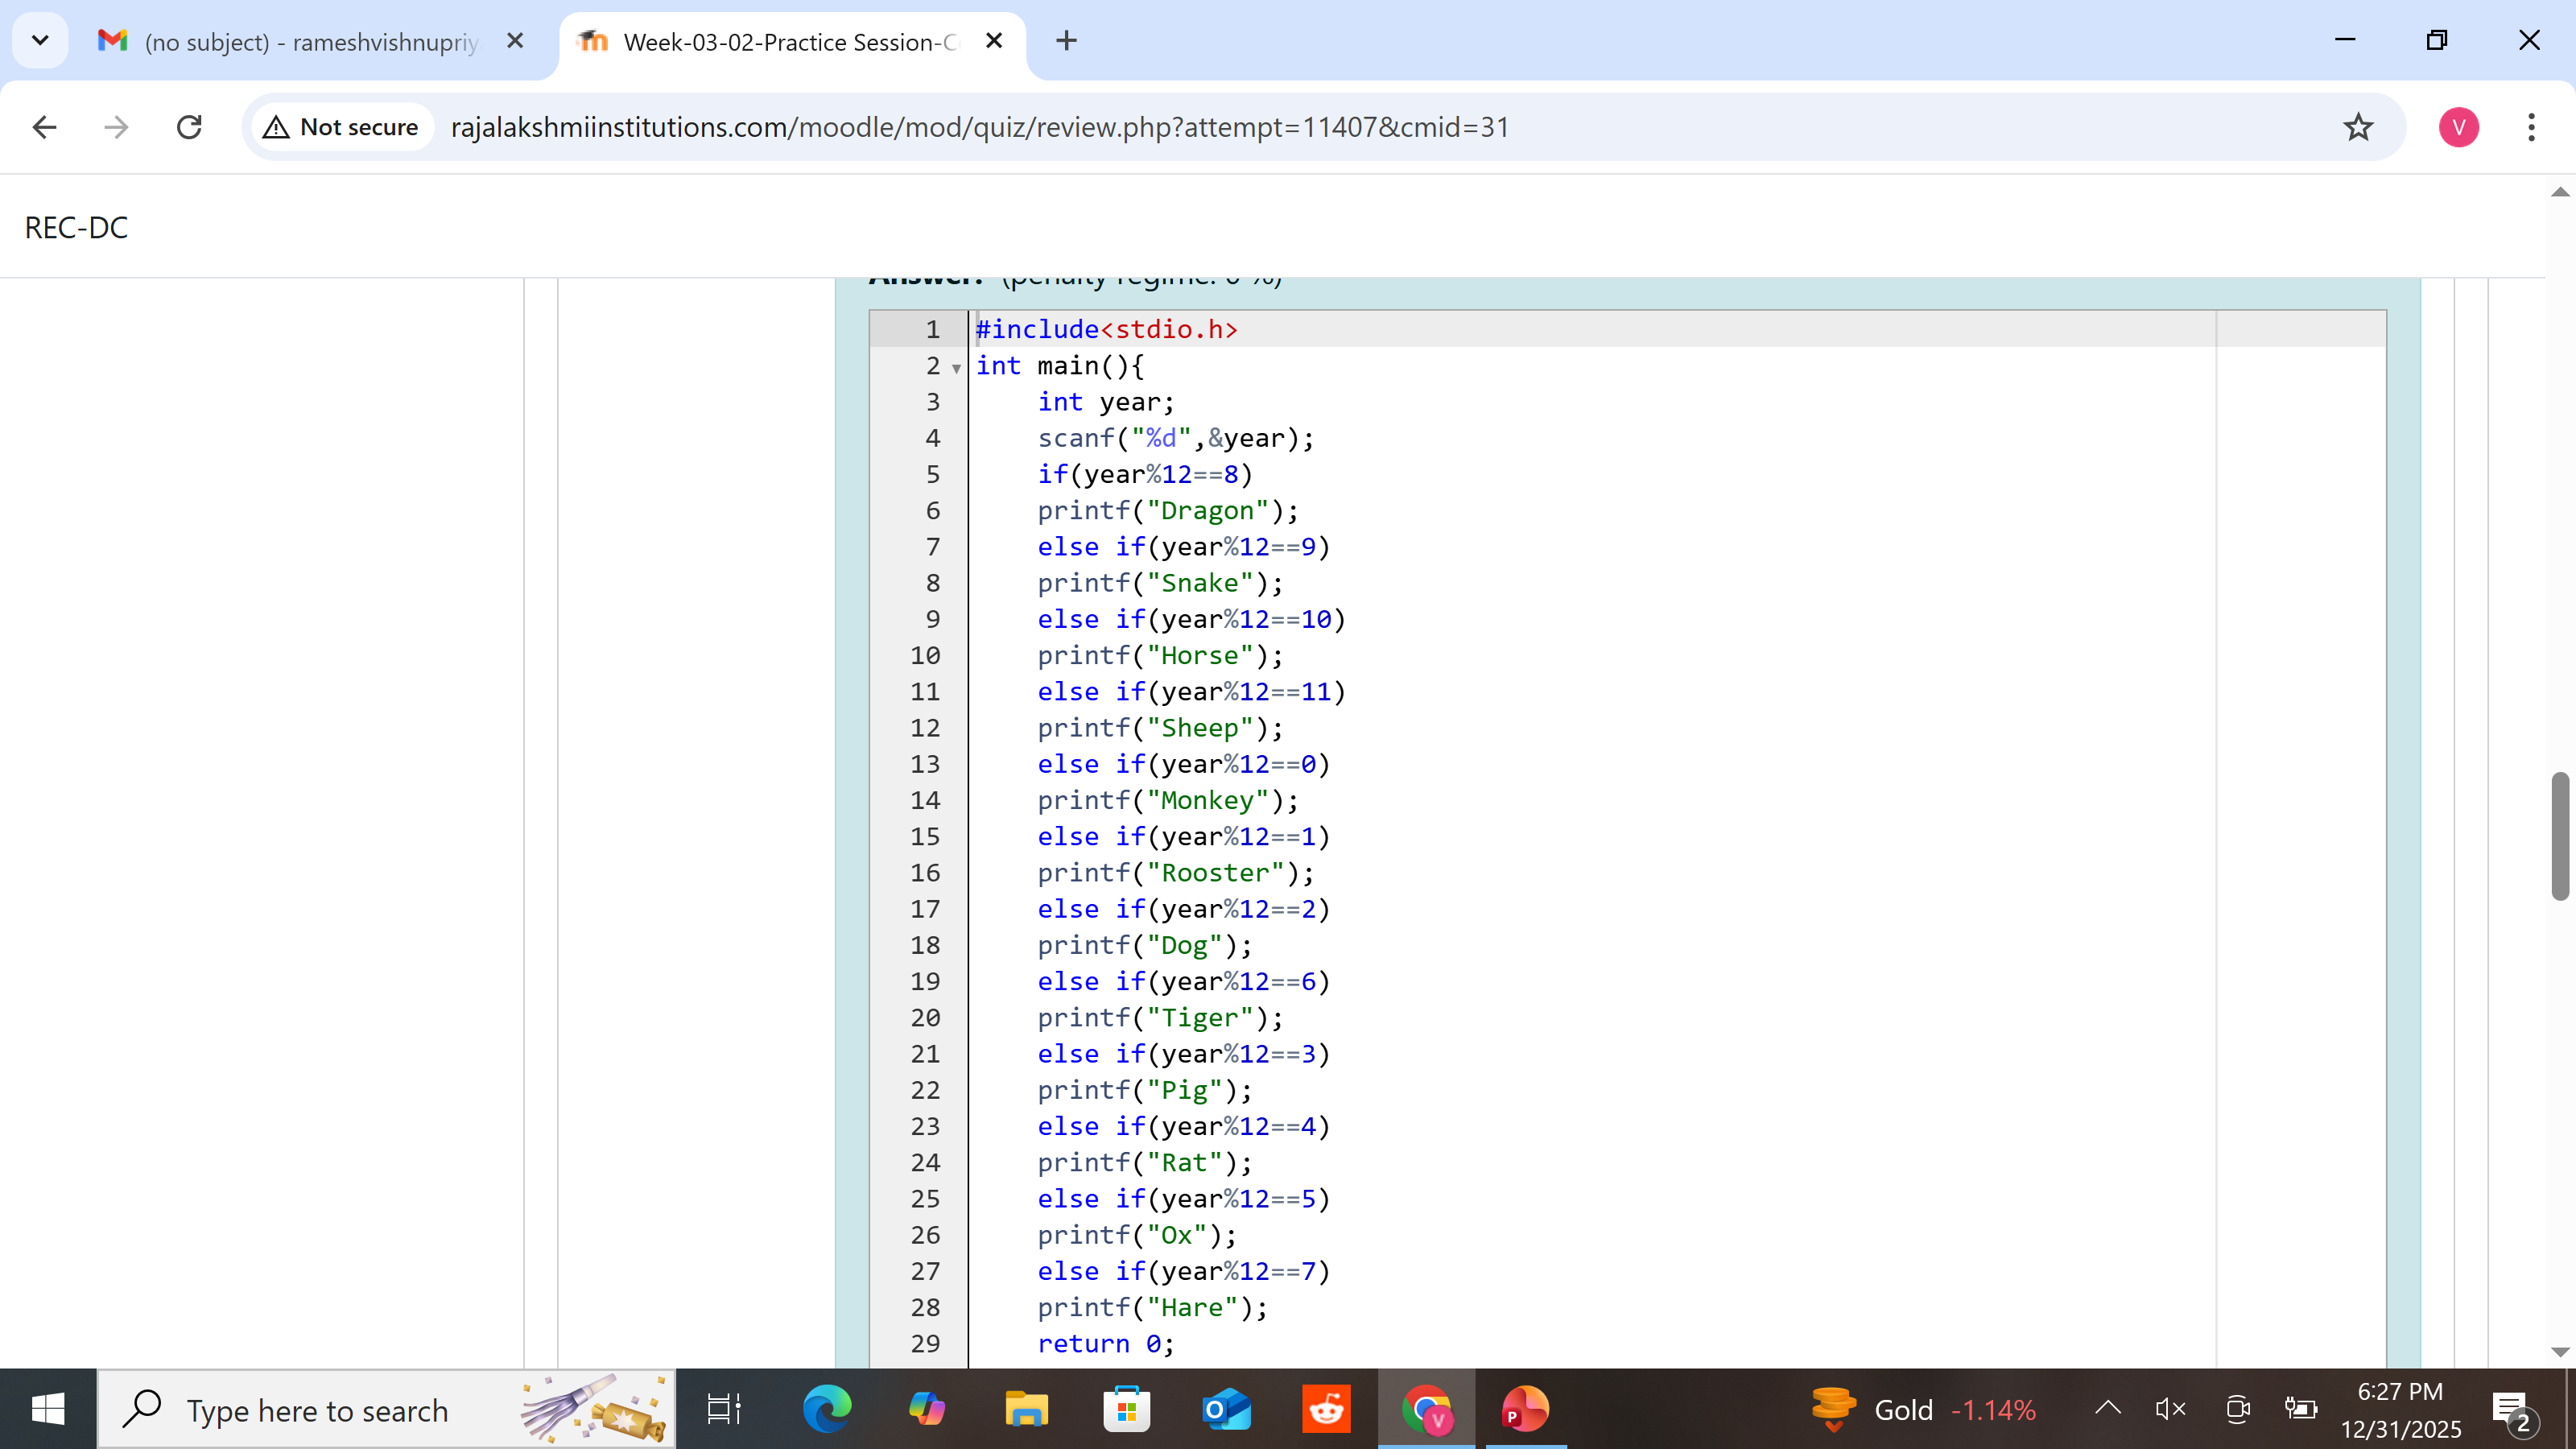 (no subject) - rameshvishnupriy
Week-03-02-Practice Session-C
Not secure
rajalakshmiinstitutions.com/moodle/mod/quiz/review.php?attempt=11407&cmid=31
V
REC-DC
Answer: (penalty regime: 0 %)
1 #include<stdio.h>
2 int main(){
3 int year;
4 scanf("%d",&year);
5 if(year%12==8)
6 printf("Dragon");
7 else if(year%12==9)
8 printf("Snake");
9 else if(year%12==10)
10 printf("Horse");
11 else if(year%12==11)
12 printf("Sheep");
13 else if(year%12==0)
14 printf("Monkey");
15 else if(year%12==1)
16 printf("Rooster");
17 else if(year%12==2)
18 printf("Dog");
19 else if(year%12==6)
20 printf("Tiger");
21 else if(year%12==3)
22 printf("Pig");
23 else if(year%12==4)
24 printf("Rat");
25 else if(year%12==5)
26 printf("Ox");
27 else if(year%12==7)
28 printf("Hare");
29 return 0;
Type here to search
Gold -1.14%
6:27 PM
12/31/2025
2